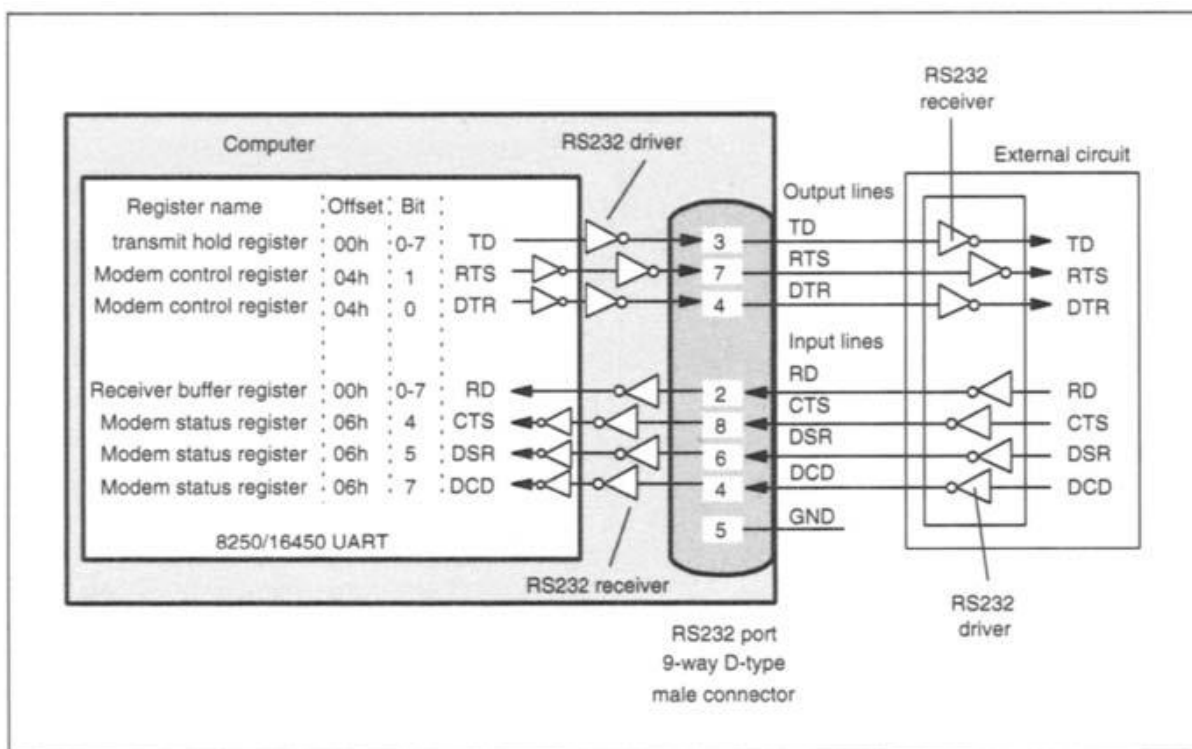 RS232
receiver
Computer
RS232 driver
External circuit
Output lines
Register name Offset Bit
transmit hold register 00h 0-7 TD 3 TD TD
Modem control register 04h 1 RTS 7 RTS RTS
Modem control register 04h 0 DTR 4 DTR DTR
Input lines
Receiver buffer register 00h 0-7 RD 2 RD RD
Modem status register 06h 4 CTS 8 CTS CTS
Modem status register 06h 5 DSR 6 DSR DSR
Modem status register 06h 7 DCD 4 DCD DCD
5 GND
8250/16450 UART
RS232 receiver
RS232
driver
RS232 port
9-way D-type
male connector